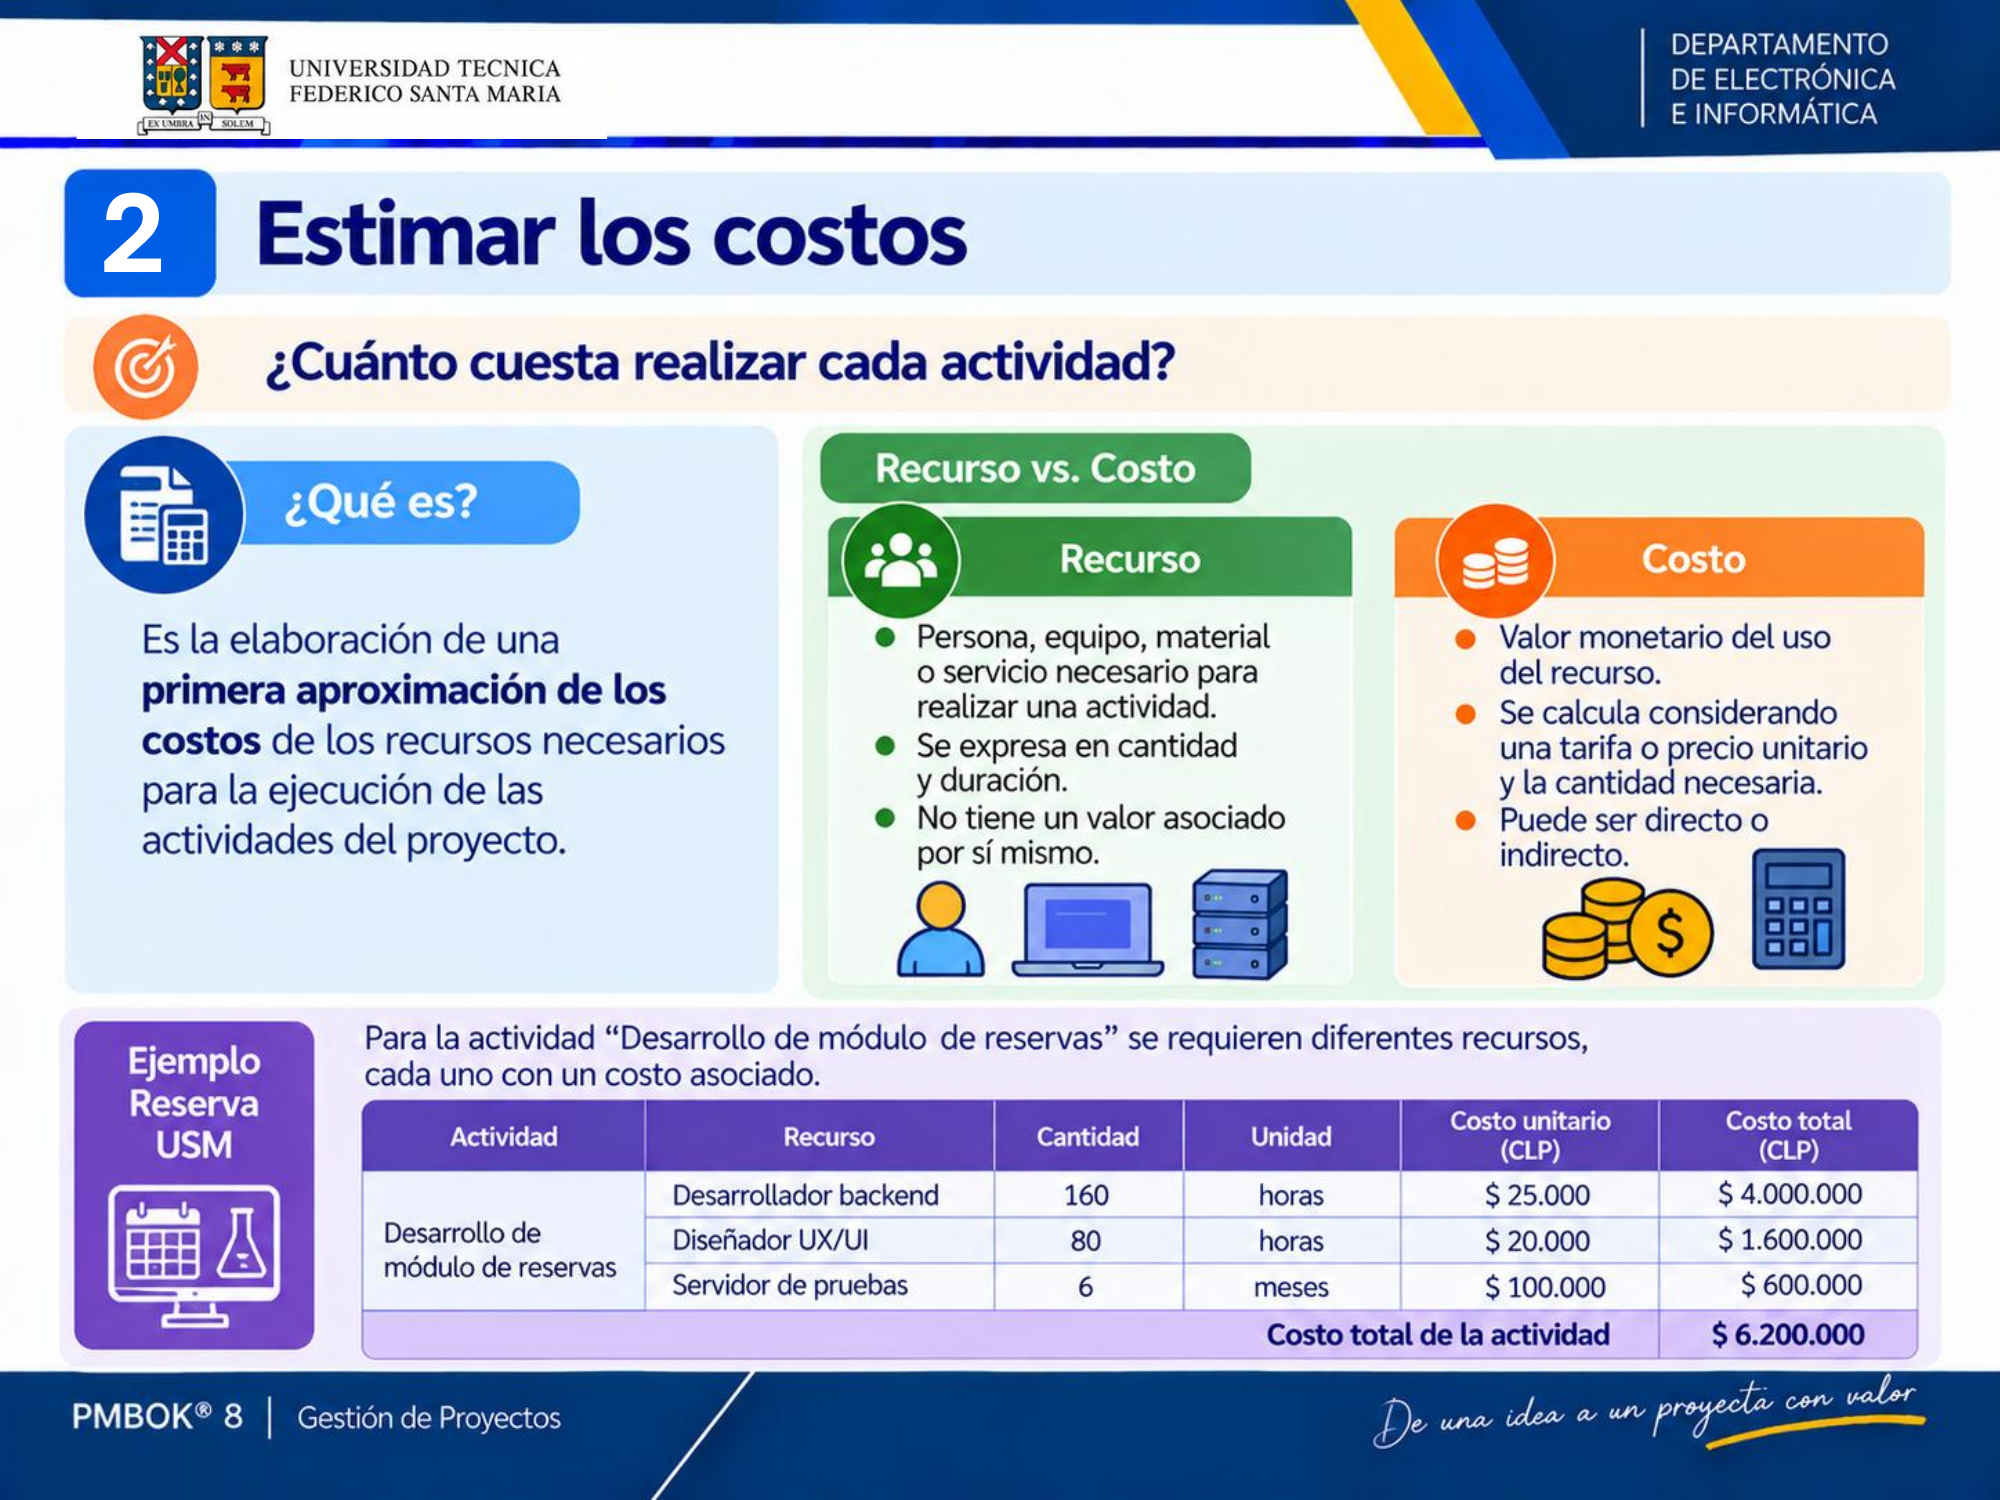 EX UMBRA IN SOLEM
UNIVERSIDAD TECNICA
FEDERICO SANTA MARIA
DEPARTAMENTO
DE ELECTRÓNICA
E INFORMÁTICA
2
Estimar los costos
¿Cuánto cuesta realizar cada actividad?
¿Qué es?
Es la elaboración de una
primera aproximación de los
costos de los recursos necesarios
para la ejecución de las
actividades del proyecto.
Recurso vs. Costo
Recurso
Persona, equipo, material
o servicio necesario para
realizar una actividad.
Se expresa en cantidad
y duración.
No tiene un valor asociado
por sí mismo.
Costo
Valor monetario del uso
del recurso.
Se calcula considerando
una tarifa o precio unitario
y la cantidad necesaria.
Puede ser directo o
indirecto.
$
Ejemplo
Reserva
USM
Para la actividad “Desarrollo de módulo de reservas” se requieren diferentes recursos,
cada uno con un costo asociado.
Actividad Recurso Cantidad Unidad Costo unitario (CLP) Costo total (CLP)
Desarrollo de
módulo de reservas
Desarrollador backend 160 horas $ 25.000 $ 4.000.000
Diseñador UX/UI 80 horas $ 20.000 $ 1.600.000
Servidor de pruebas 6 meses $ 100.000 $ 600.000
Costo total de la actividad $ 6.200.000
PMBOK® 8 | Gestión de Proyectos
De una idea a un proyecta con valor